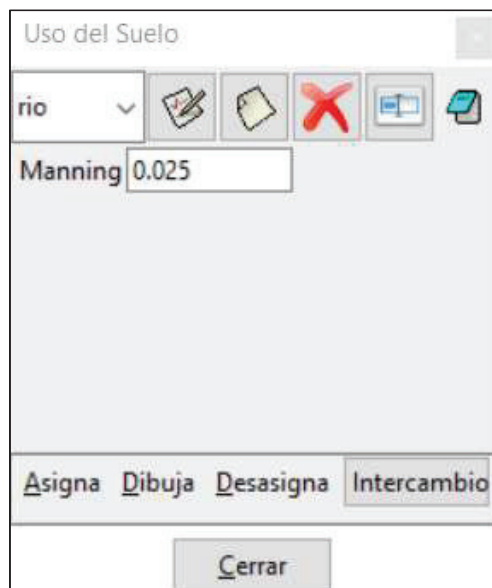 Uso del Suelo
rio
Manning 0.025
Asigna Dibuja Desasigna Intercambio
Cerrar